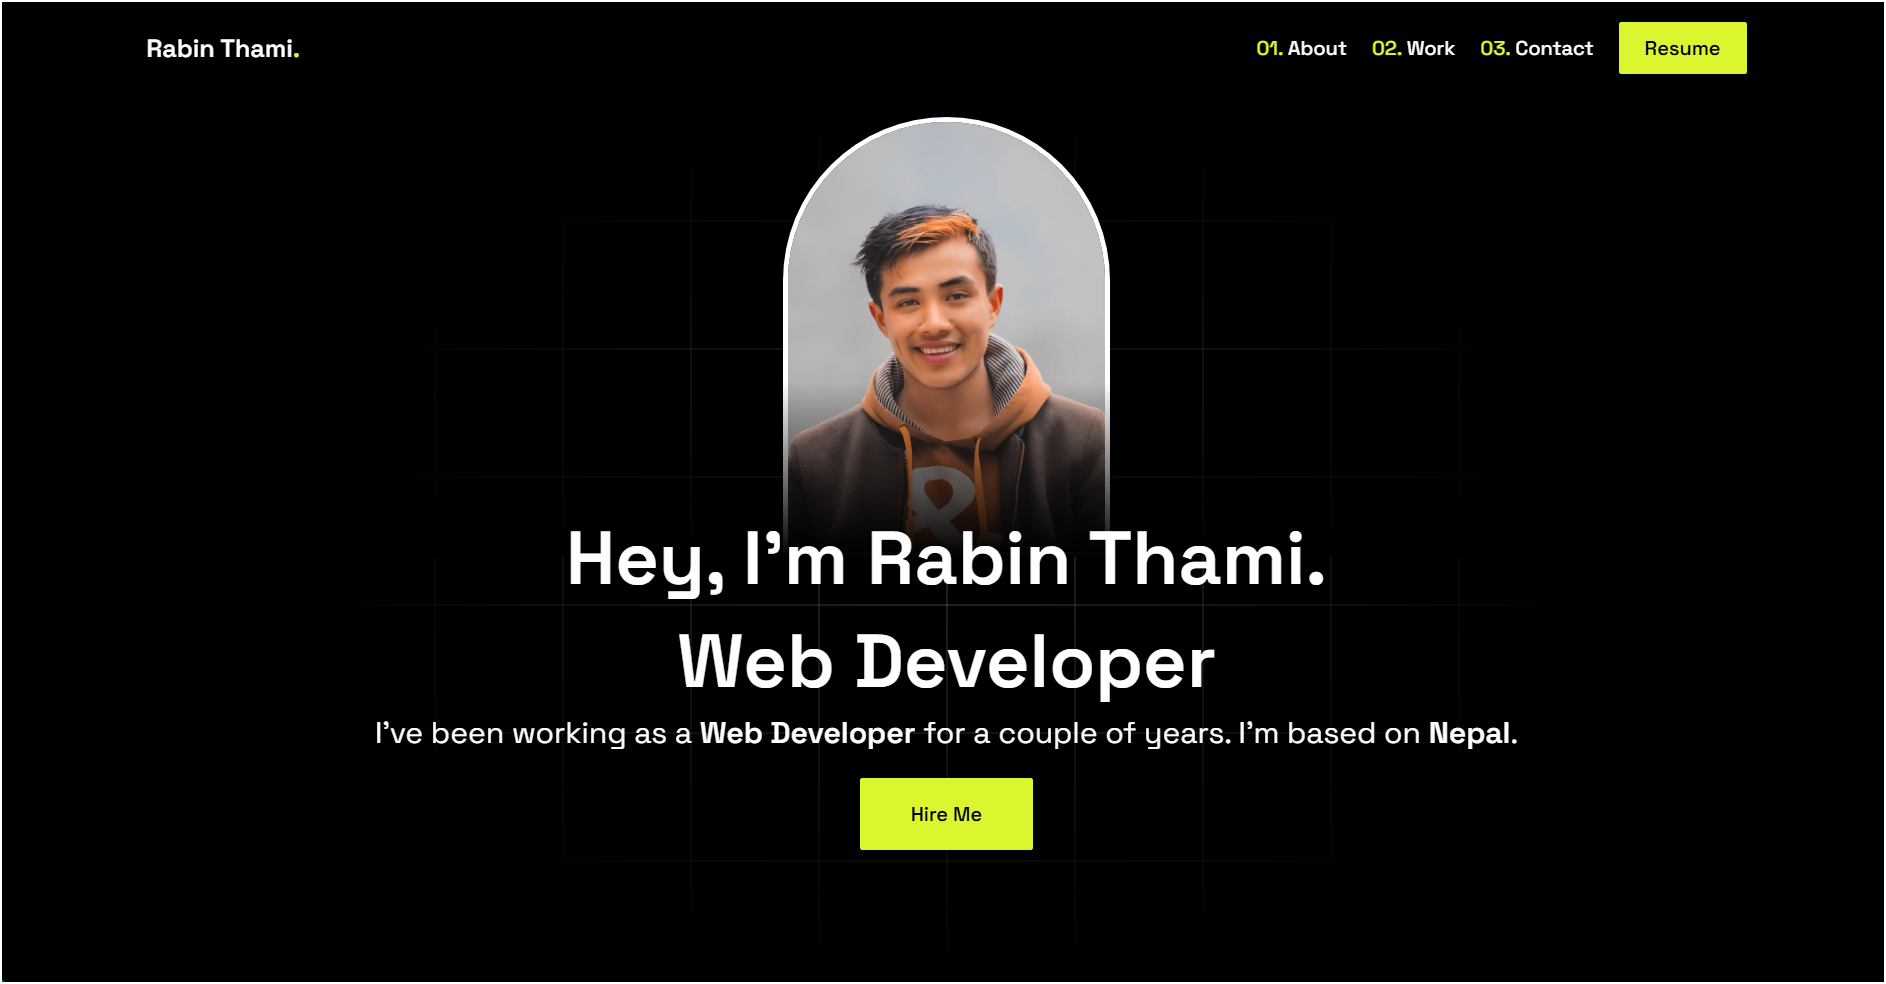 Rabin Thami.
01. About 02. Work 03. Contact Resume
Hey, I’m Rabin Thami.
Web Developer
I’ve been working as a Web Developer for a couple of years. I’m based on Nepal.
Hire Me